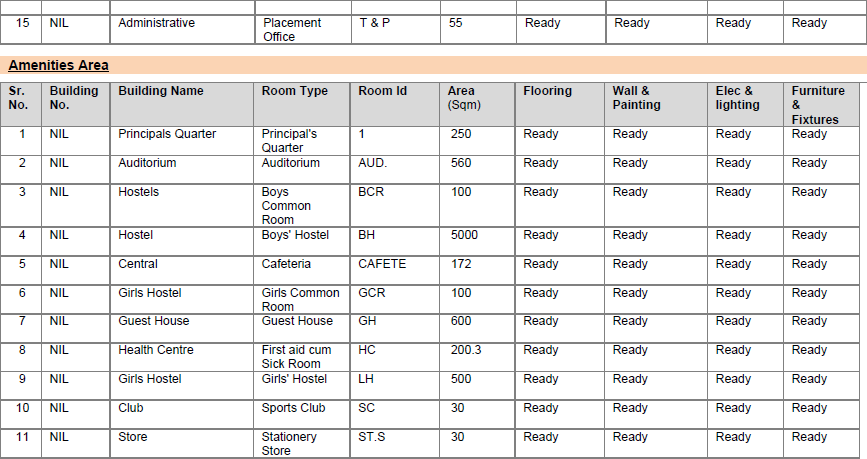 15 NIL Administrative Placement Office T & P 55 Ready Ready Ready Ready
Amenities Area
Sr. No. Building No. Building Name Room Type Room Id Area (Sqm) Flooring Wall & Painting Elec & lighting Furniture & Fixtures
1 NIL Principals Quarter Principal's Quarter 1 250 Ready Ready Ready Ready
2 NIL Auditorium Auditorium AUD. 560 Ready Ready Ready Ready
3 NIL Hostels Boys Common Room BCR 100 Ready Ready Ready Ready
4 NIL Hostel Boys' Hostel BH 5000 Ready Ready Ready Ready
5 NIL Central Cafeteria CAFETE 172 Ready Ready Ready Ready
6 NIL Girls Hostel Girls Common Room GCR 100 Ready Ready Ready Ready
7 NIL Guest House Guest House GH 600 Ready Ready Ready Ready
8 NIL Health Centre First aid cum Sick Room HC 200.3 Ready Ready Ready Ready
9 NIL Girls Hostel Girls' Hostel LH 500 Ready Ready Ready Ready
10 NIL Club Sports Club SC 30 Ready Ready Ready Ready
11 NIL Store Stationery Store ST.S 30 Ready Ready Ready Ready